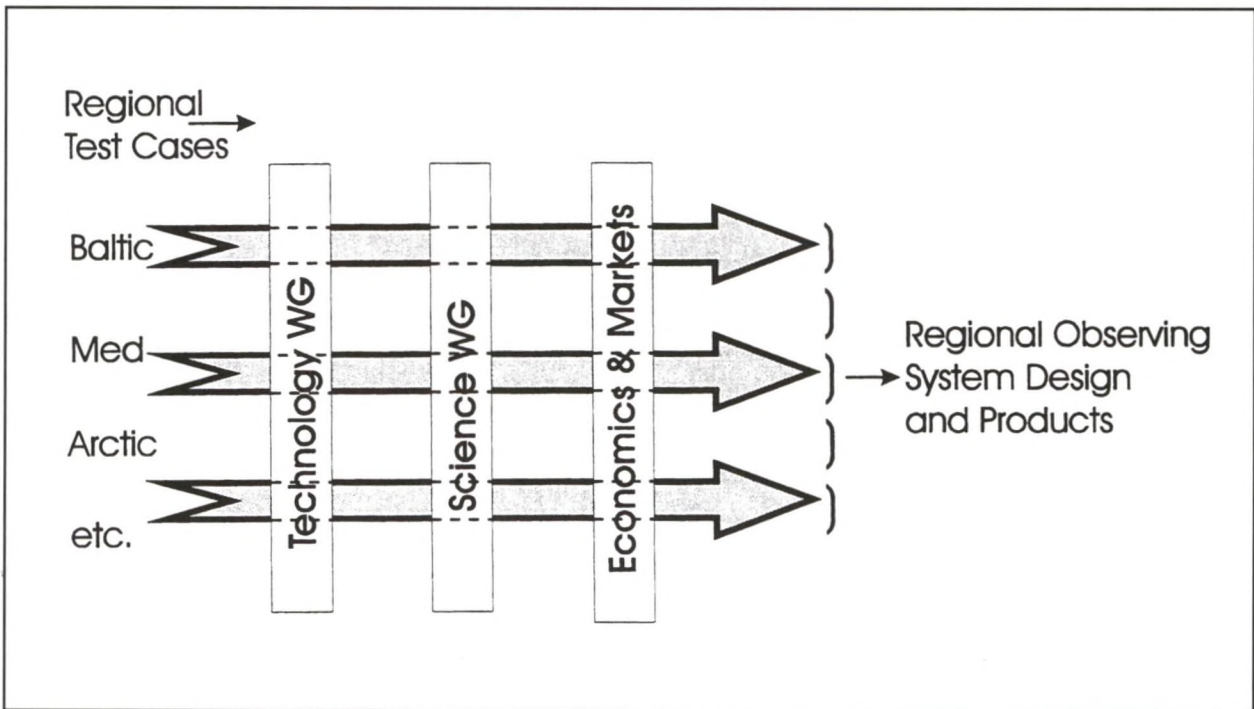 Regional
Test Cases
Baltic
Med
Arctic
etc.
Technology WG
Science WG
Economics & Markets
Regional Observing
System Design
and Products